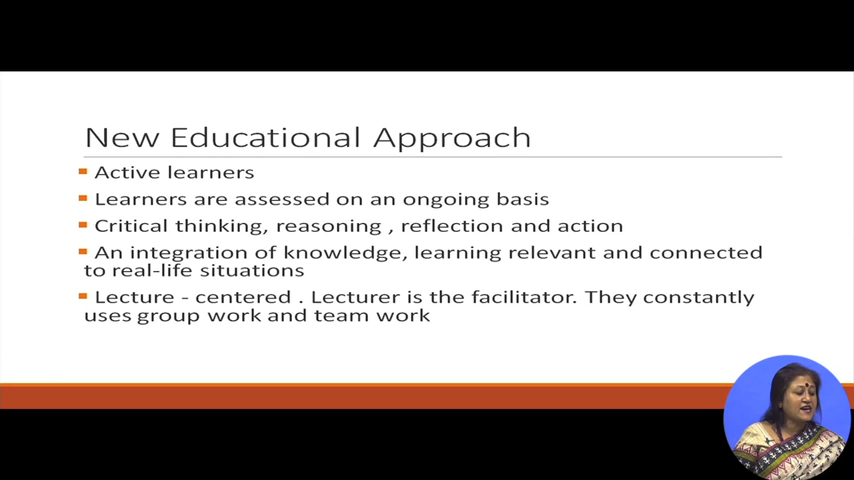 New Educational Approach
Active learners
Learners are assessed on an ongoing basis
Critical thinking, reasoning , reflection and action
An integration of knowledge, learning relevant and connected
to real-life situations
Lecture - centered . Lecturer is the facilitator. They constantly
uses group work and team work